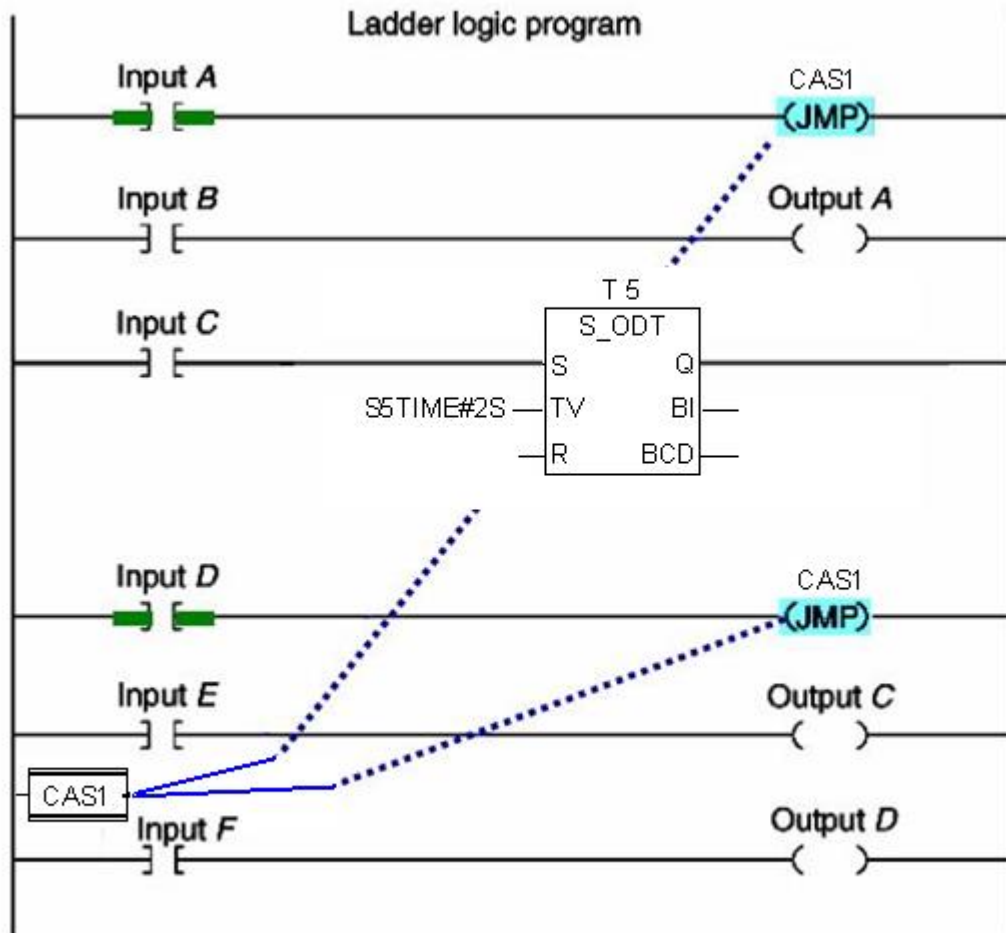 Ladder logic program
Input A
CAS1
(JMP)
Input B
Output A
T 5
S_ODT
Input C
S Q
S5TIME#2S TV BI
R BCD
Input D
CAS1
(JMP)
Input E
Output C
CAS1
Input F
Output D